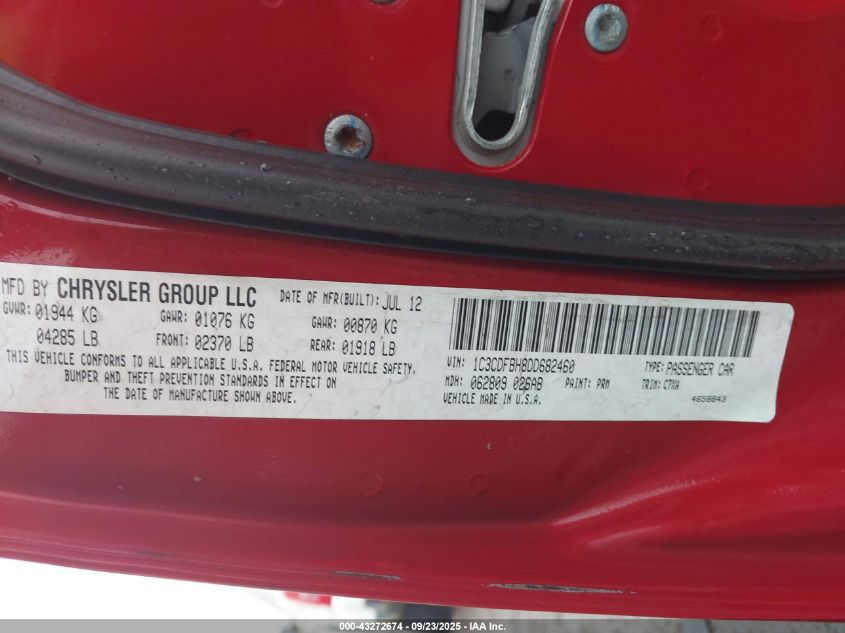 MFD BY CHRYSLER GROUP LLC DATE OF MFR(BUILT): JUL 12
GVWR: 01944 KG GAWR: 01076 KG GAWR: 00870 KG
04285 LB FRONT: 02370 LB REAR: 01918 LB
THIS VEHICLE CONFORMS TO ALL APPLICABLE U.S.A. FEDERAL MOTOR VEHICLE SAFETY,
BUMPER AND THEFT PREVENTION STANDARDS IN EFFECT ON
THE DATE OF MANUFACTURE SHOWN ABOVE.
VIN: 1C3CDFBH8DD682460 TYPE: PASSENGER CAR
MDH: 062809 026AB PAINT: PRM TRIM: C7XA
VEHICLE MADE IN U.S.A. 4658843
000-43272674 - 09/23/2025 - IAA Inc.